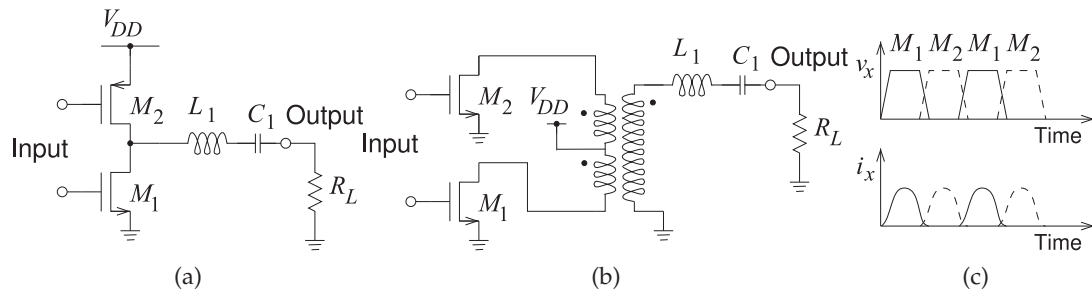 V_DD
M_2
L_1
C_1
Output
Input
M_1
R_L
(a)
L_1
C_1
Output
M_2
V_DD
R_L
Input
M_1
(b)
M_1 M_2 M_1 M_2
v_x
Time
i_x
Time
(c)